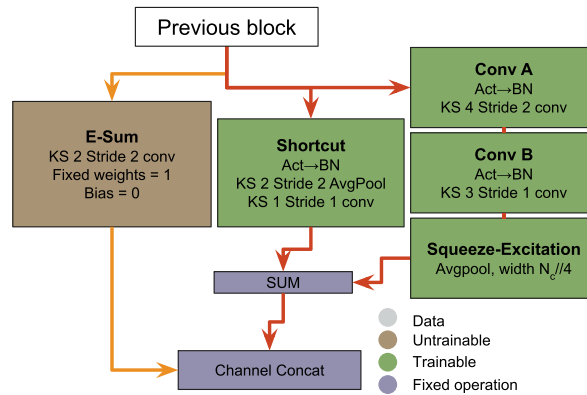 Previous block
E-Sum
KS 2 Stride 2 conv
Fixed weights = 1
Bias = 0
Shortcut
Act→BN
KS 2 Stride 2 AvgPool
KS 1 Stride 1 conv
Conv A
Act→BN
KS 4 Stride 2 conv
Conv B
Act→BN
KS 3 Stride 1 conv
Squeeze-Excitation
Avgpool, width N_c//4
SUM
Channel Concat
Data
Untrainable
Trainable
Fixed operation